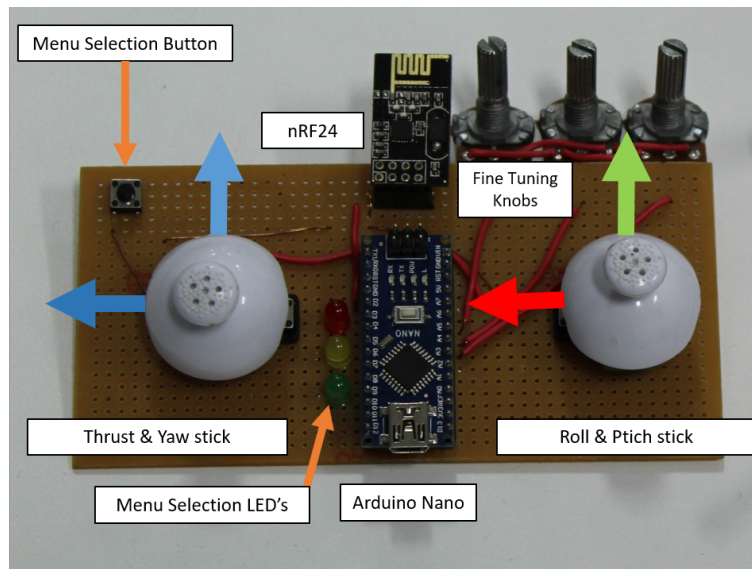 Menu Selection Button
nRF24
Fine Tuning
Knobs
NANO
Thrust & Yaw stick
Roll & Ptich stick
Menu Selection LED's
Arduino Nano